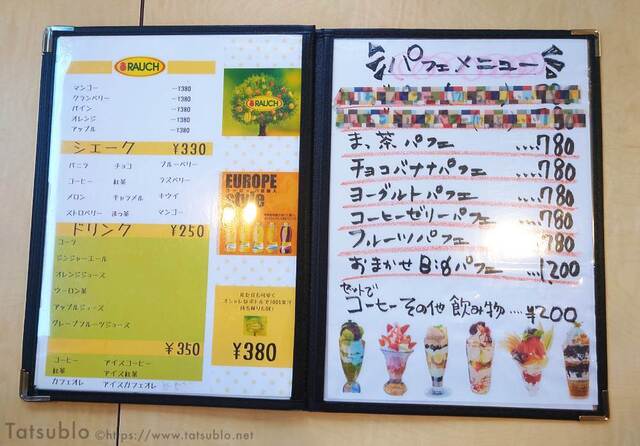 RAUCH
マンゴー ―¥380
クランベリー ―¥380
パイン ―¥380
オレンジ ―¥380
アップル ―¥380
シェーク ¥330
バニラ チョコ ブルーベリー
コーヒー 紅茶 ラズベリー
メロン キャラメル キウイ
ストロベリー まっ茶 マンゴー
ドリンク ¥250
コーラ
ジンジャーエール
オレンジジュース
ウーロン茶
アップルジュース
グレープフルーツジュース
¥350
コーヒー アイスコーヒー
紅茶 アイス紅茶
カフェオレ アイスカフェオレ
RAUCH
EUROPE
style
¥380
パフェメニュー
まっ茶パフェ ....780
チョコバナナパフェ ....780
ヨーグルトパフェ ....780
コーヒーゼリーパフェ ....780
フルーツパフェ ....780
おまかせBigパフェ ...1,200
セットで
コーヒーその他飲み物 ....¥200
Tatsublo ©https://www.tatsublo.net